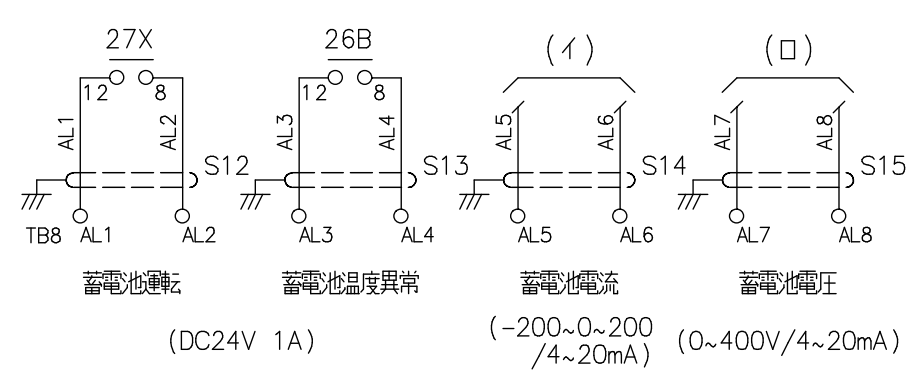 27X 26B (イ) (ロ)
12 8 12 8
AL1 AL2 AL3 AL4 AL5 AL6 AL7 AL8
S12 S13 S14 S15
TB8 AL1 AL2 AL3 AL4 AL5 AL6 AL7 AL8
蓄電池運転 蓄電池温度異常 蓄電池電流 蓄電池電圧
(DC24V 1A) (-200~0~200 (0~400V/4~20mA)
/4~20mA)